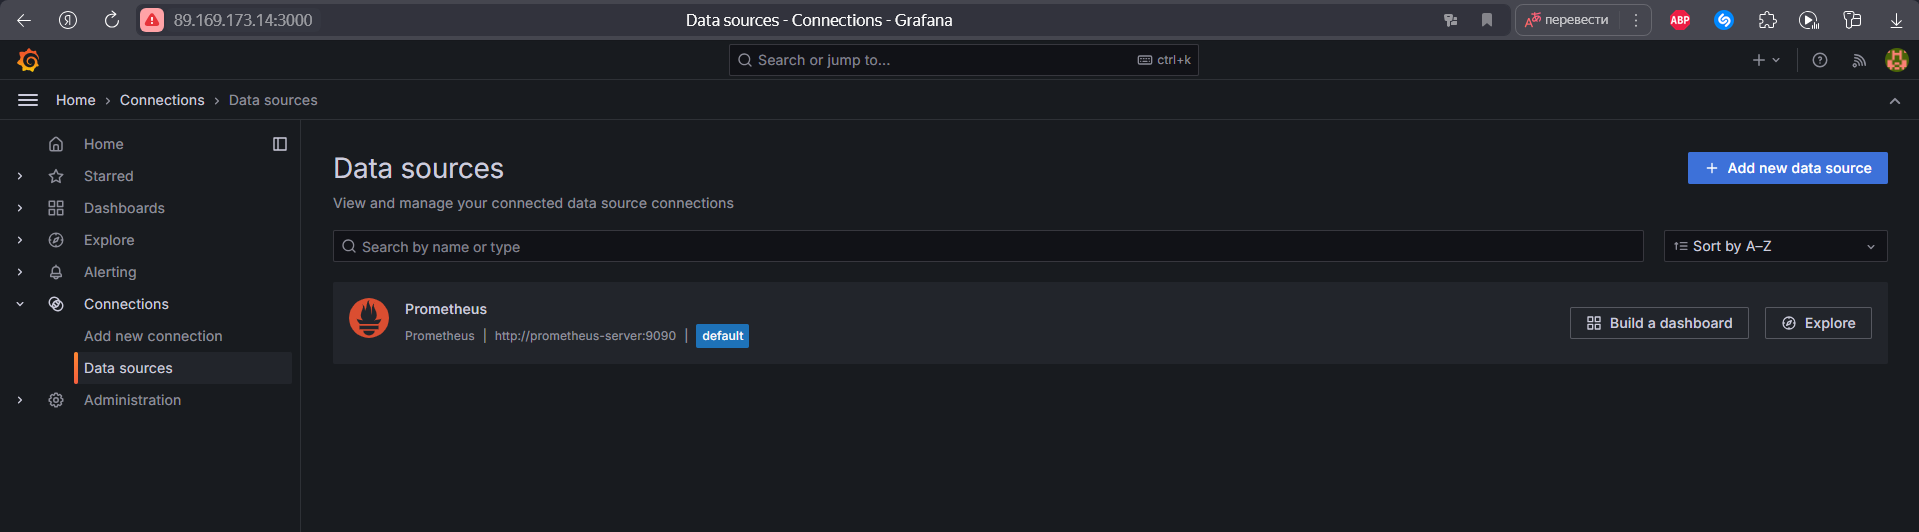 89.169.173.14:3000
Data sources - Connections - Grafana
перевести
ABP
Search or jump to...
ctrl+k
Home › Connections › Data sources
Home
Starred
Dashboards
Explore
Alerting
Connections
Add new connection
Data sources
Administration
Data sources
View and manage your connected data source connections
+ Add new data source
Search by name or type
Sort by A–Z
Prometheus
Prometheus | http://prometheus-server:9090 | default
Build a dashboard
Explore